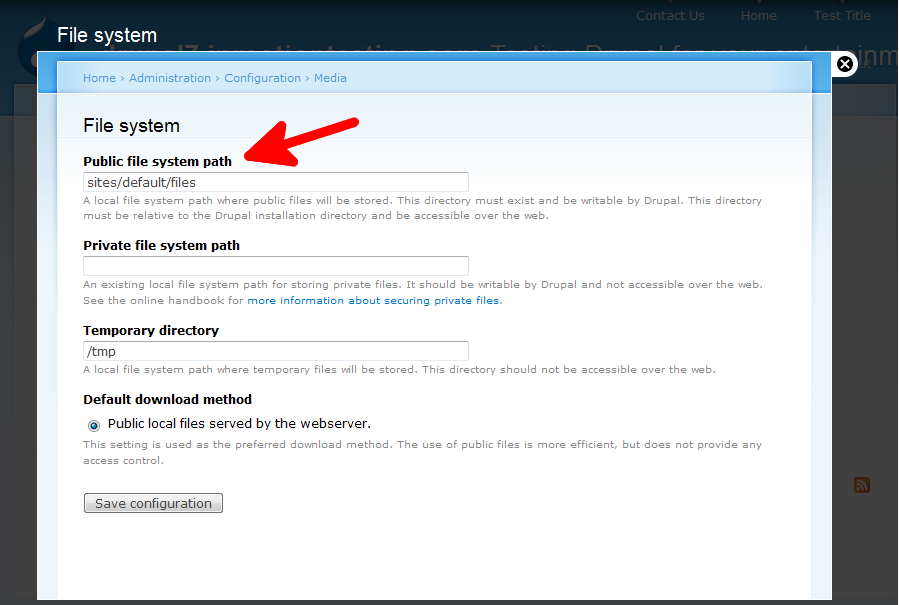 Contact Us Home Test Title
File system
Testing Drupal for
Home › Administration › Configuration › Media
File system
Public file system path
sites/default/files
A local file system path where public files will be stored. This directory must exist and be writable by Drupal. This directory
must be relative to the Drupal installation directory and be accessible over the web.
Private file system path
An existing local file system path for storing private files. It should be writable by Drupal and not accessible over the web.
See the online handbook for more information about securing private files.
Temporary directory
/tmp
A local file system path where temporary files will be stored. This directory should not be accessible over the web.
Default download method
Public local files served by the webserver.
This setting is used as the preferred download method. The use of public files is more efficient, but does not provide any
access control.
Save configuration